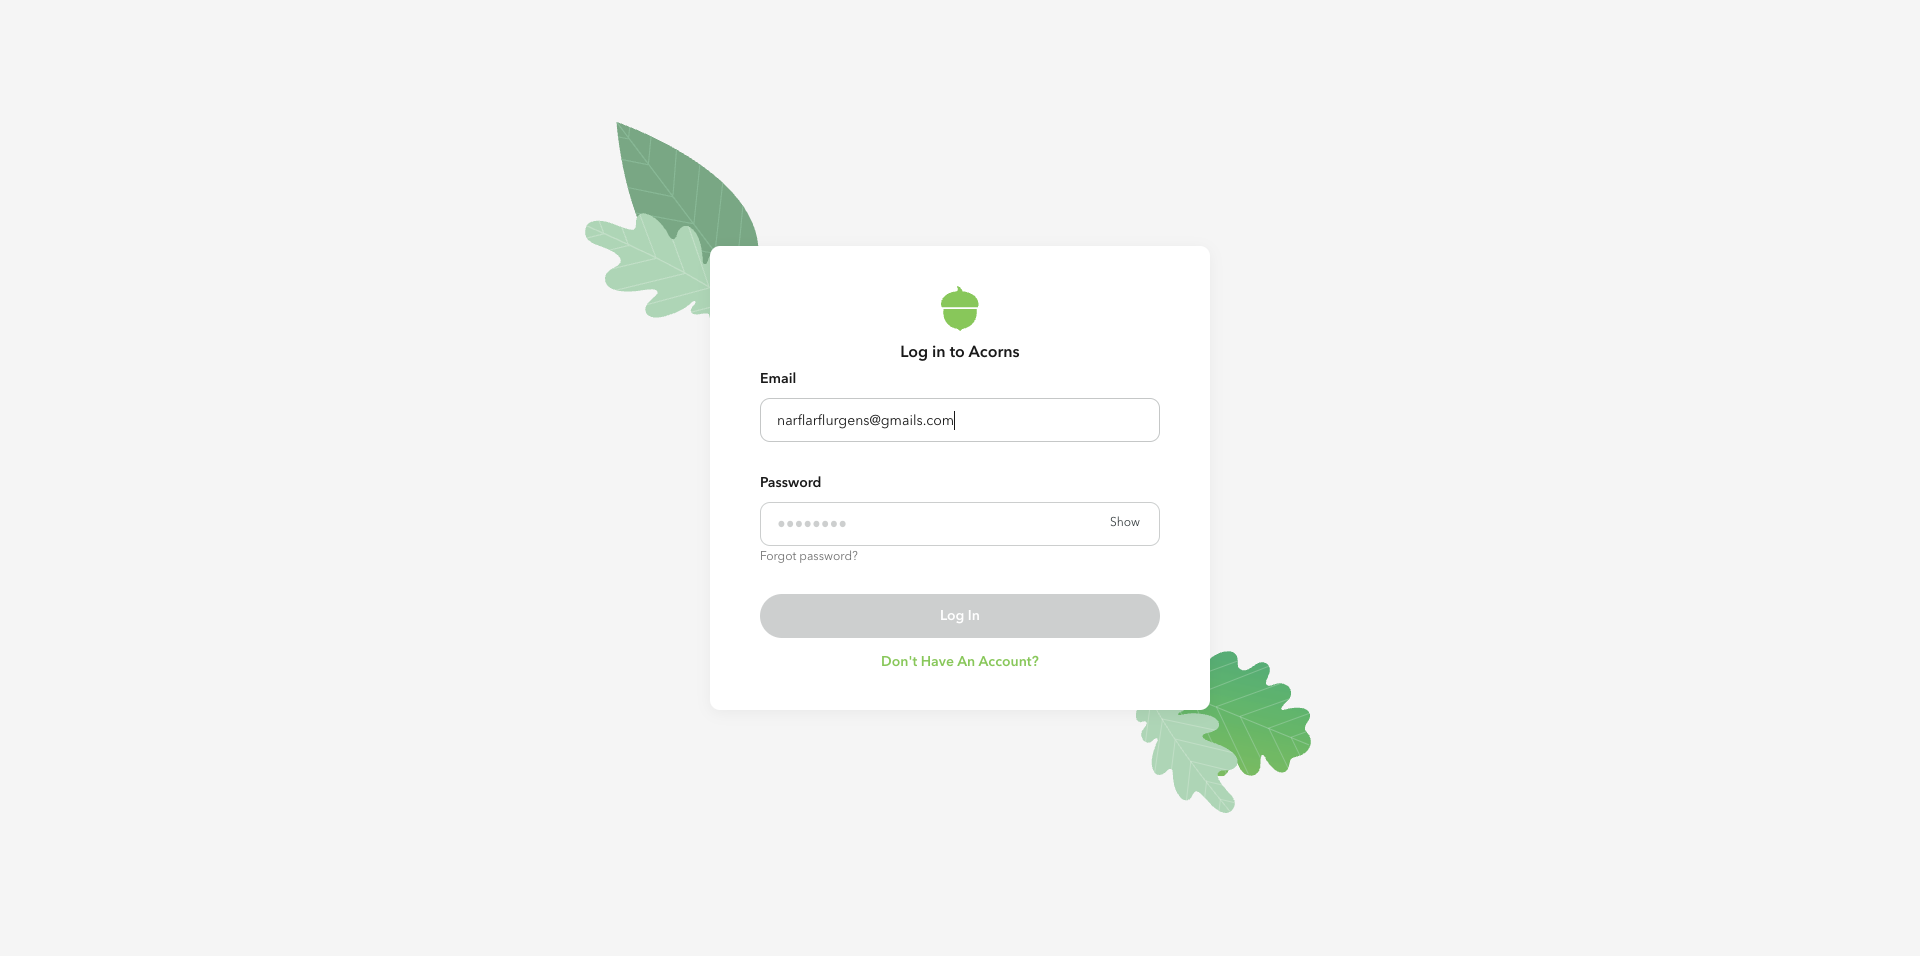 Log in to Acorns
Email
narflarflurgens@gmails.com
Password
Show
Forgot password?
Log In
Don't Have An Account?